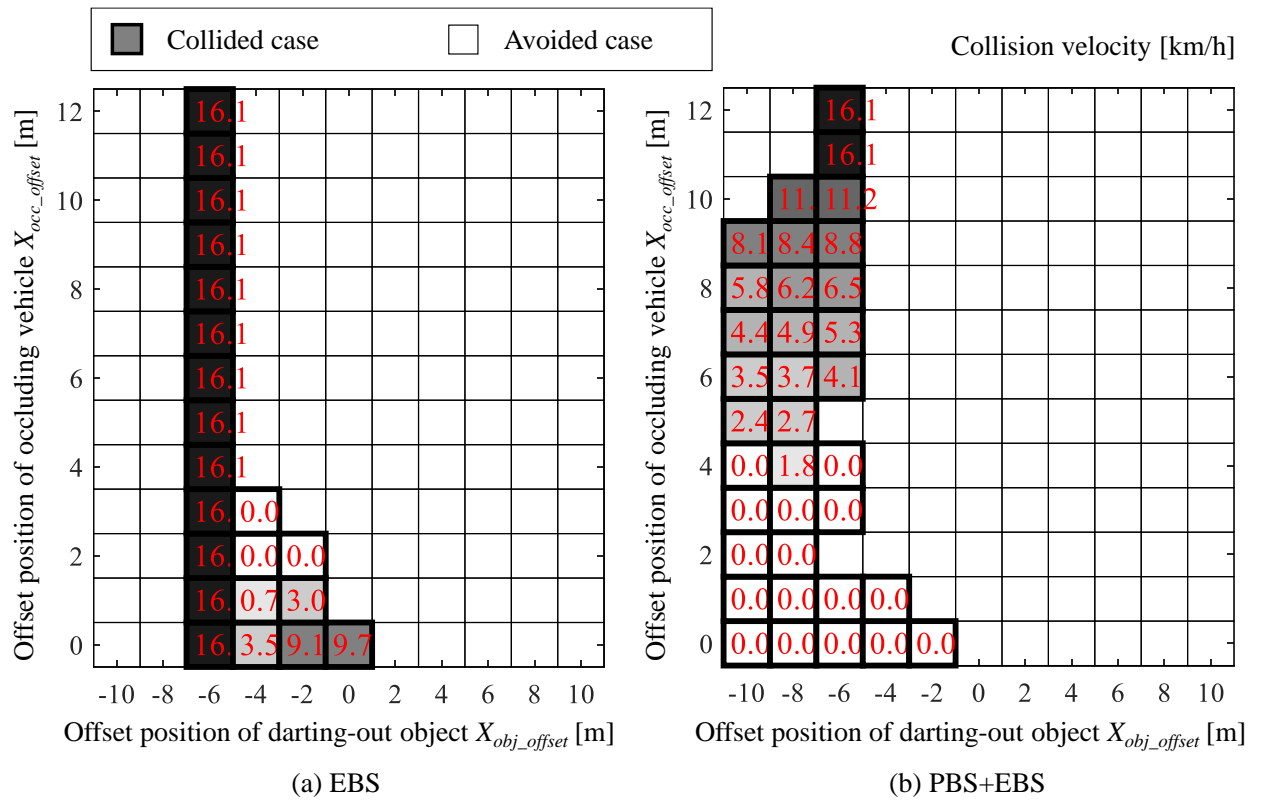 Collided case Avoided case
Collision velocity [km/h]
Offset position of occluding vehicle X_occ_offset [m]
12 16.1
16.1
10 16.1
16.1
8 16.1
16.1
6 16.1
16.1
4 16.1
16. 0.0
2 16. 0.0 0.0
16. 0.7 3.0
0 16. 3.5 9.1 9.7
-10 -8 -6 -4 -2 0 2 4 6 8 10
Offset position of darting-out object X_obj_offset [m]
(a) EBS
Offset position of occluding vehicle X_occ_offset [m]
12 16.1
16.1
10 11. 11.2
8.1 8.4 8.8
8 5.8 6.2 6.5
4.4 4.9 5.3
6 3.5 3.7 4.1
2.4 2.7
4 0.0 1.8 0.0
0.0 0.0 0.0
2 0.0 0.0
0.0 0.0 0.0 0.0
0 0.0 0.0 0.0 0.0 0.0
-10 -8 -6 -4 -2 0 2 4 6 8 10
Offset position of darting-out object X_obj_offset [m]
(b) PBS+EBS